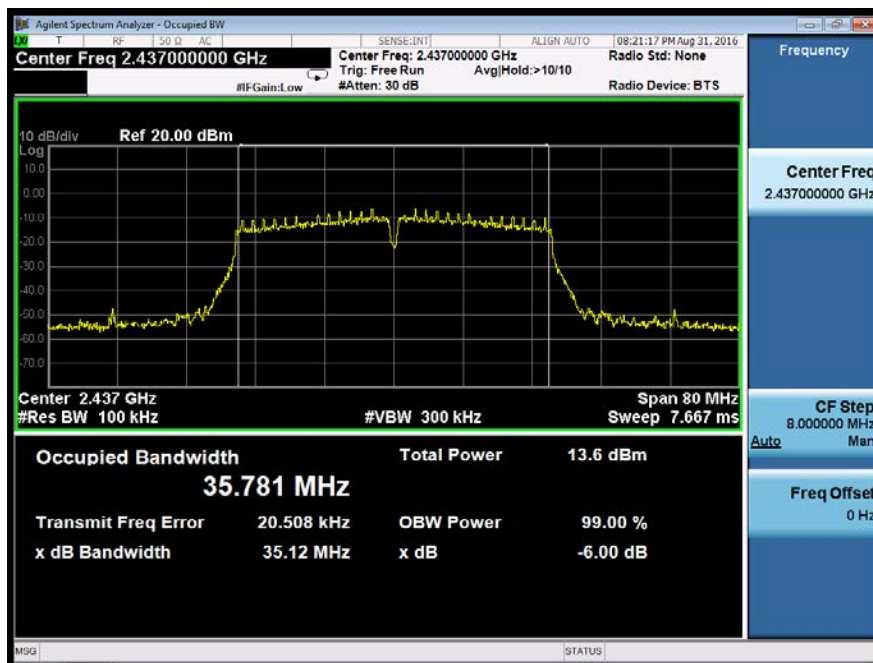 Agilent Spectrum Analyzer - Occupied BW
LXI T RF 50 Ω AC SENSE:INT ALIGN AUTO 08:21:17 PM Aug 31, 2016
Center Freq 2.437000000 GHz
Center Freq: 2.437000000 GHz Radio Std: None
Trig: Free Run Avg|Hold:>10/10
#IFGain:Low #Atten: 30 dB Radio Device: BTS
10 dB/div Ref 20.00 dBm
Log
10.0
0.00
-10.0
-20.0
-30.0
-40.0
-50.0
-60.0
-70.0
Center 2.437 GHz Span 80 MHz
#Res BW 100 kHz #VBW 300 kHz Sweep 7.667 ms
Occupied Bandwidth Total Power 13.6 dBm
35.781 MHz
Transmit Freq Error 20.508 kHz OBW Power 99.00 %
x dB Bandwidth 35.12 MHz x dB -6.00 dB
MSG STATUS
Frequency
Center Freq
2.437000000 GHz
CF Step
8.000000 MHz
Auto Man
Freq Offset
0 Hz